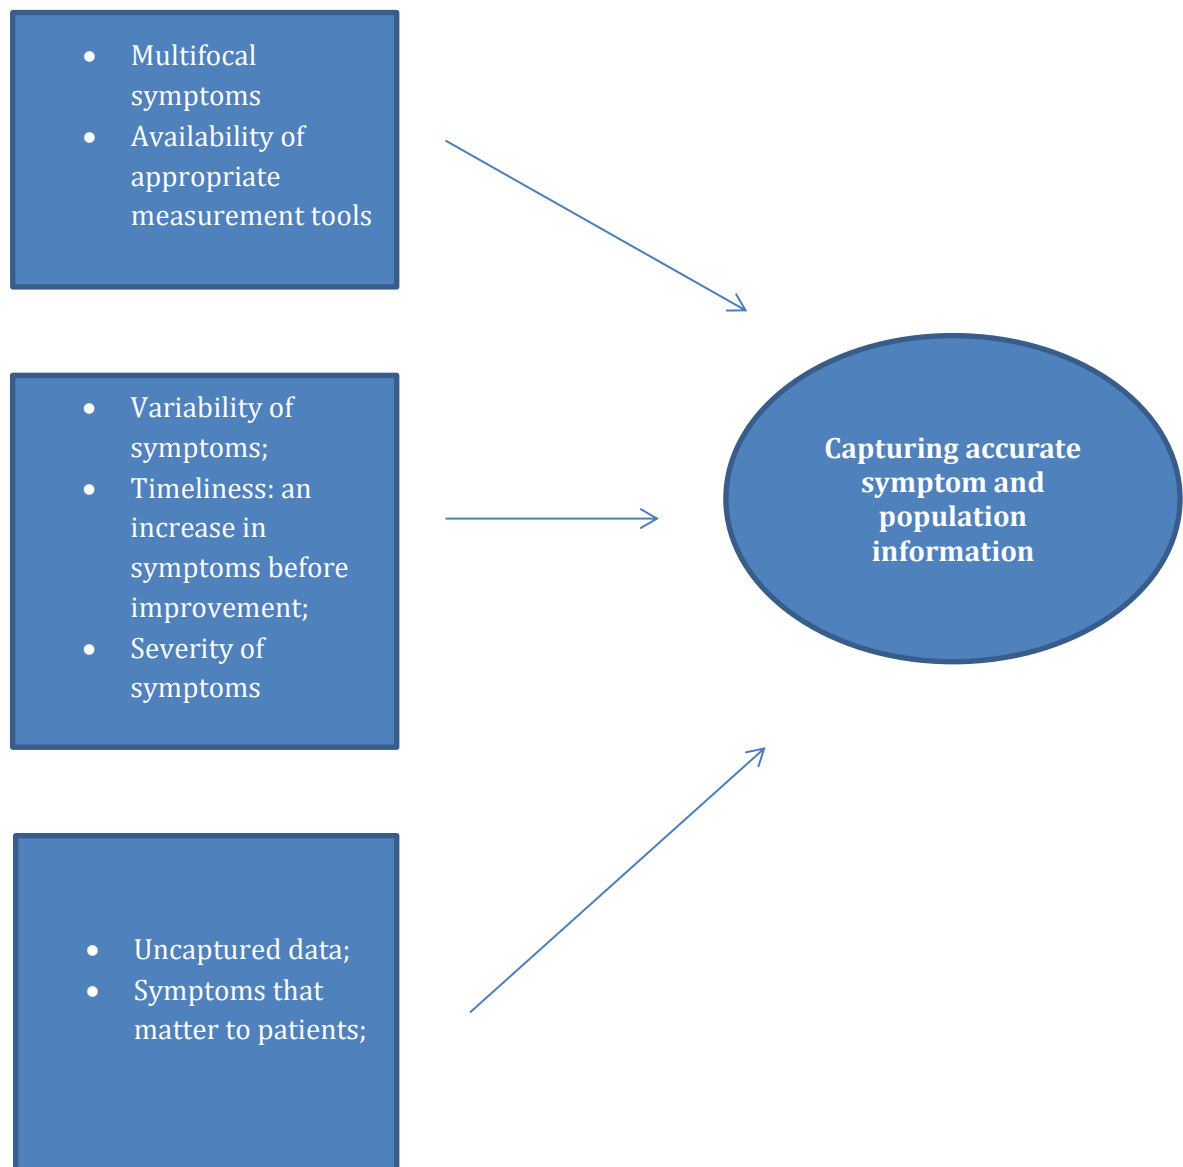 • Multifocal
symptoms
• Availability of
appropriate
measurement tools
• Variability of
symptoms;
• Timeliness: an
increase in
symptoms before
improvement;
• Severity of
symptoms
Capturing accurate
symptom and
population
information
• Uncaptured data;
• Symptoms that
matter to patients;